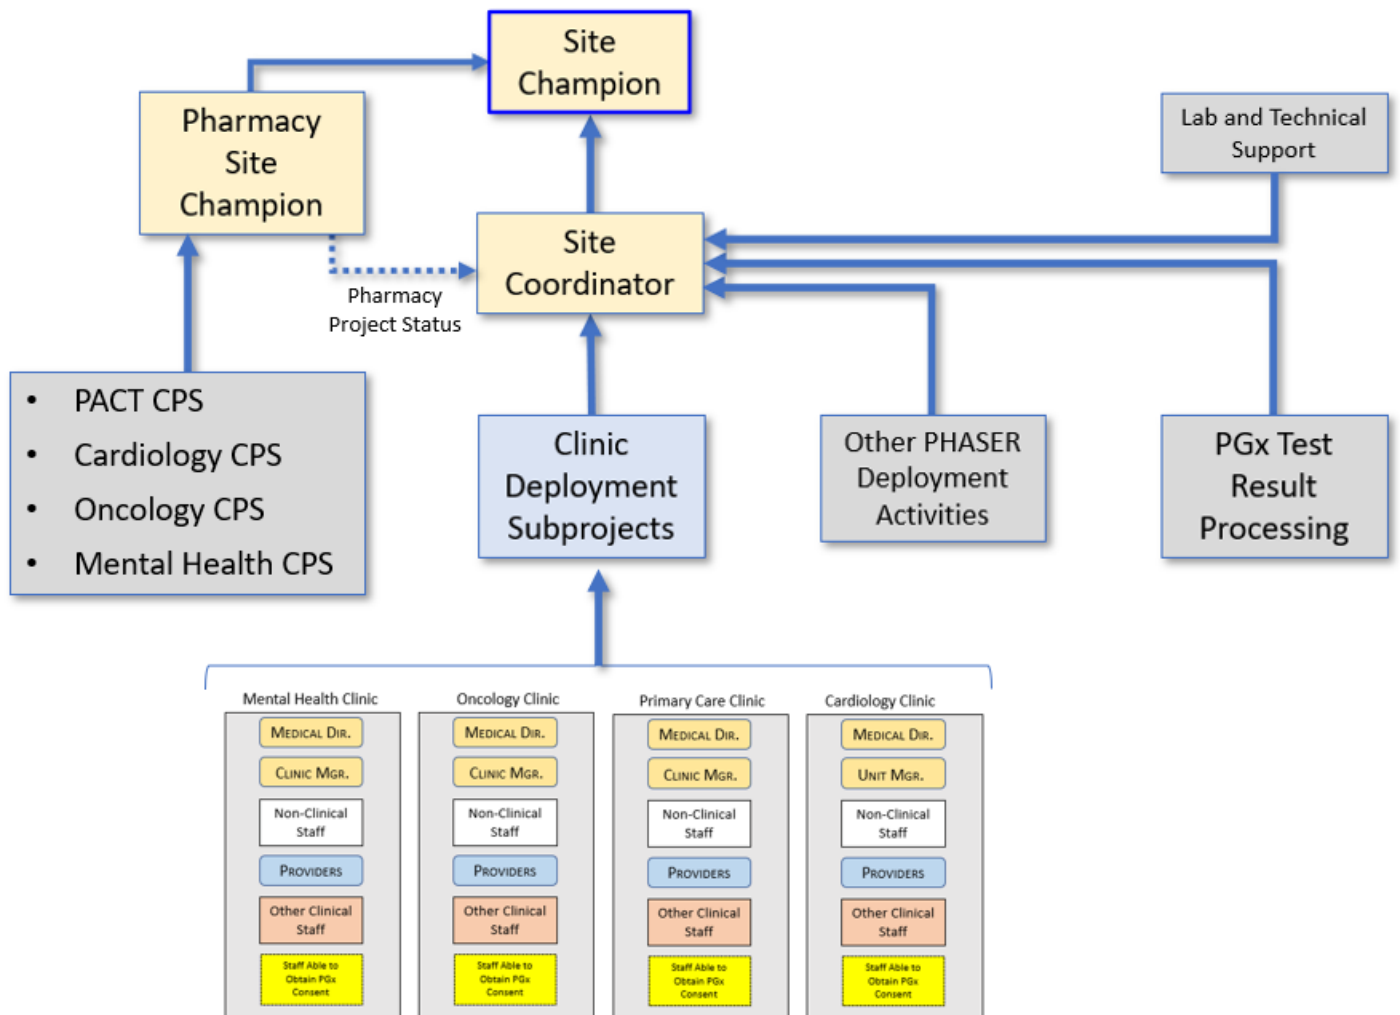 Site
Champion
Pharmacy
Site
Champion
Lab and Technical
Support
Site
Coordinator
Pharmacy
Project Status
• PACT CPS
• Cardiology CPS
• Oncology CPS
• Mental Health CPS
Clinic
Deployment
Subprojects
Other PHASER
Deployment
Activities
PGx Test
Result
Processing
Mental Health Clinic
MEDICAL DIR.
CLINIC MGR.
Non-Clinical
Staff
PROVIDERS
Other Clinical
Staff
Staff Able to
Obtain PGx
Consent
Oncology Clinic
MEDICAL DIR.
CLINIC MGR.
Non-Clinical
Staff
PROVIDERS
Other Clinical
Staff
Staff Able to
Obtain PGx
Consent
Primary Care Clinic
MEDICAL DIR.
CLINIC MGR.
Non-Clinical
Staff
PROVIDERS
Other Clinical
Staff
Staff Able to
Obtain PGx
Consent
Cardiology Clinic
MEDICAL DIR.
UNIT MGR.
Non-Clinical
Staff
PROVIDERS
Other Clinical
Staff
Staff Able to
Obtain PGx
Consent